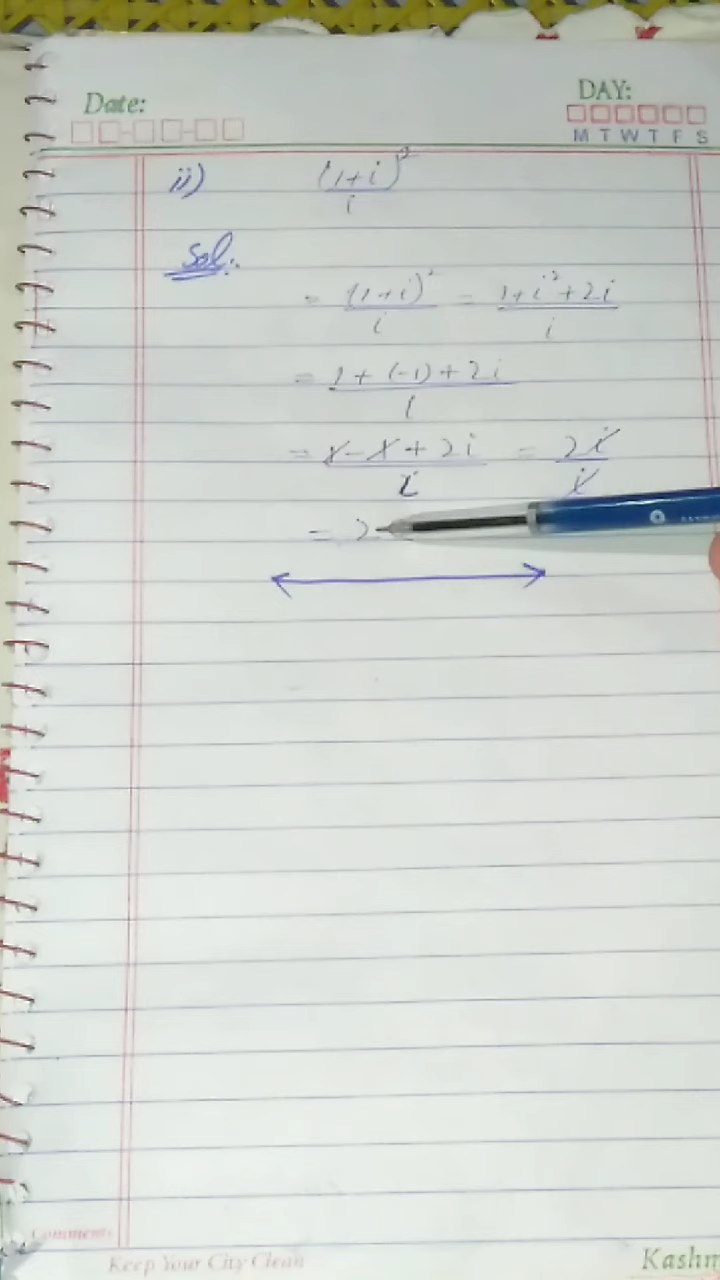 Date:
DAY:
M T W T F S
ii) (1+i)²/i
Sol:
= (1+i)²/i = 1+i²+2i/i
= 1+(-1)+2i/i
= 1-1+2i/i = 2i/i
= 2
Comments
Keep Your City Clean